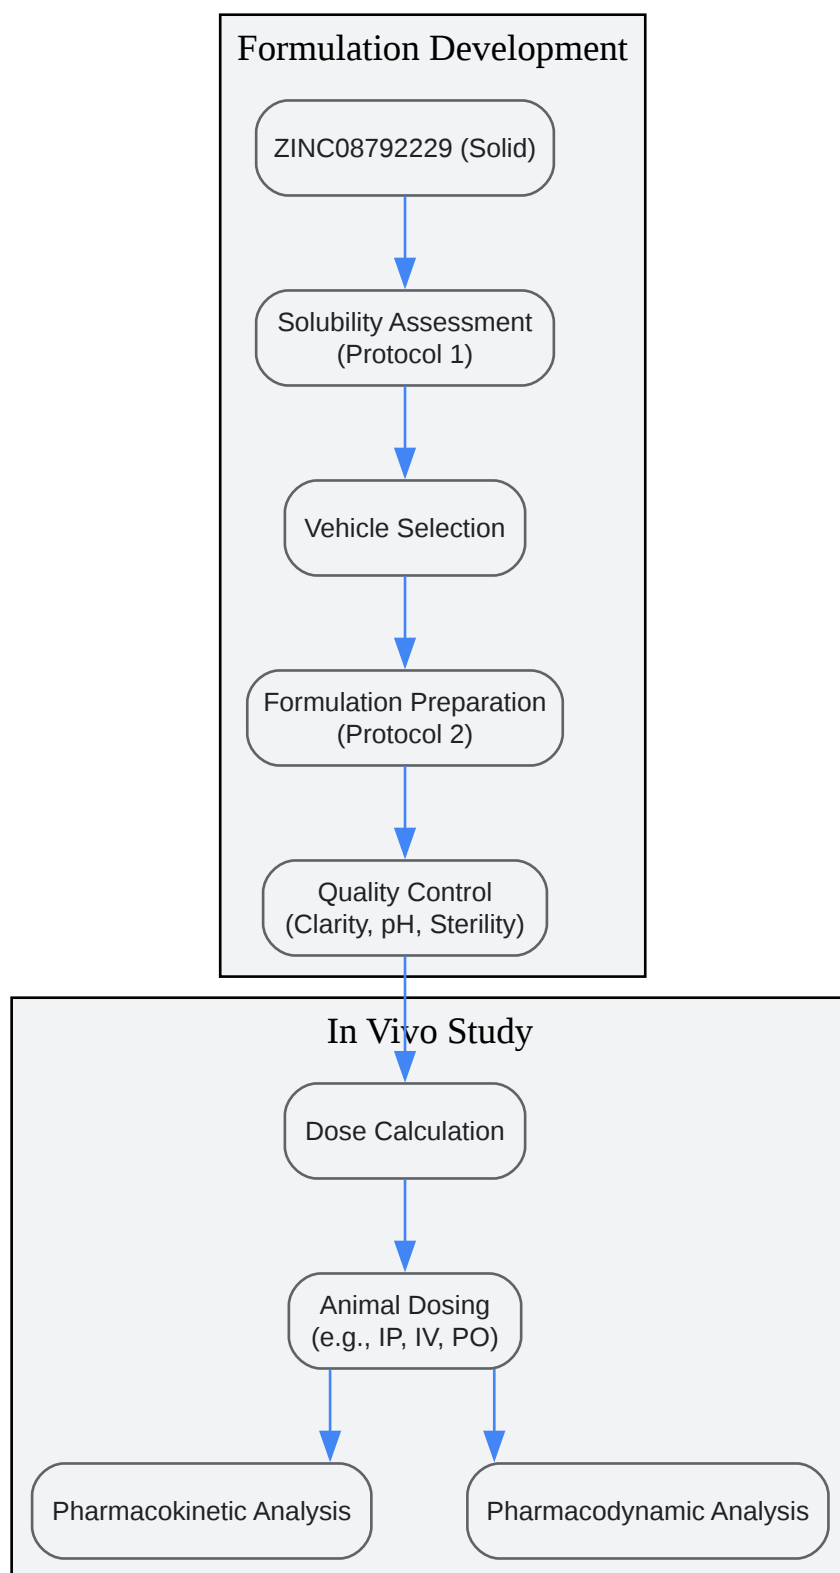 Formulation Development
ZINC08792229 (Solid)
Solubility Assessment
(Protocol 1)
Vehicle Selection
Formulation Preparation
(Protocol 2)
Quality Control
(Clarity, pH, Sterility)
In Vivo Study
Dose Calculation
Animal Dosing
(e.g., IP, IV, PO)
Pharmacokinetic Analysis
Pharmacodynamic Analysis